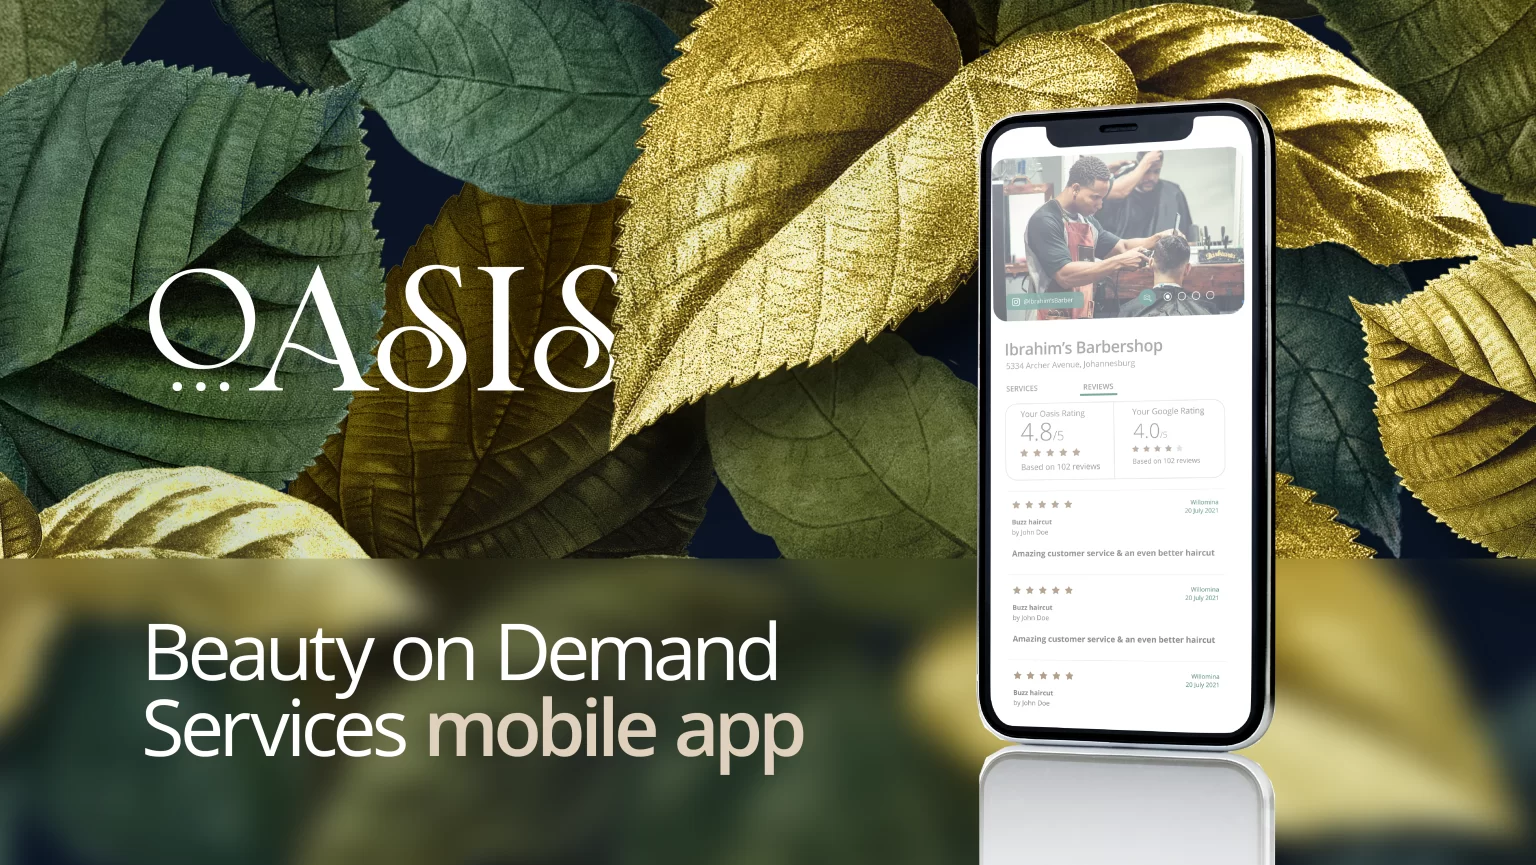 OASIS
Beauty on Demand
Services mobile app
@Ibrahim'sBarber
Ibrahim's Barbershop
5334 Archer Avenue, Johannesburg
SERVICES REVIEWS
Your Oasis Rating
4.8/5
Based on 102 reviews
Your Google Rating
4.0/5
Based on 102 reviews
Willomina
20 July 2021
Buzz haircut
by John Doe
Amazing customer service & an even better haircut
Willomina
20 July 2021
Buzz haircut
by John Doe
Amazing customer service & an even better haircut
Willomina
20 July 2021
Buzz haircut
by John Doe